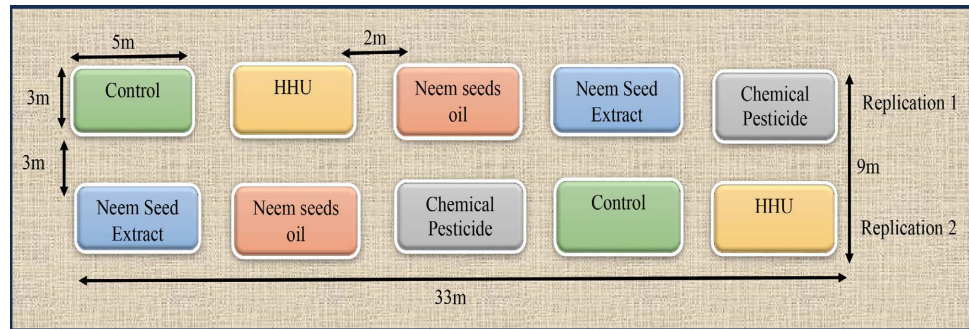 5m
2m
3m
Control
HHU
Neem seeds
oil
Neem Seed
Extract
Chemical
Pesticide
Replication 1
3m
9m
Neem Seed
Extract
Neem seeds
oil
Chemical
Pesticide
Control
HHU
Replication 2
33m